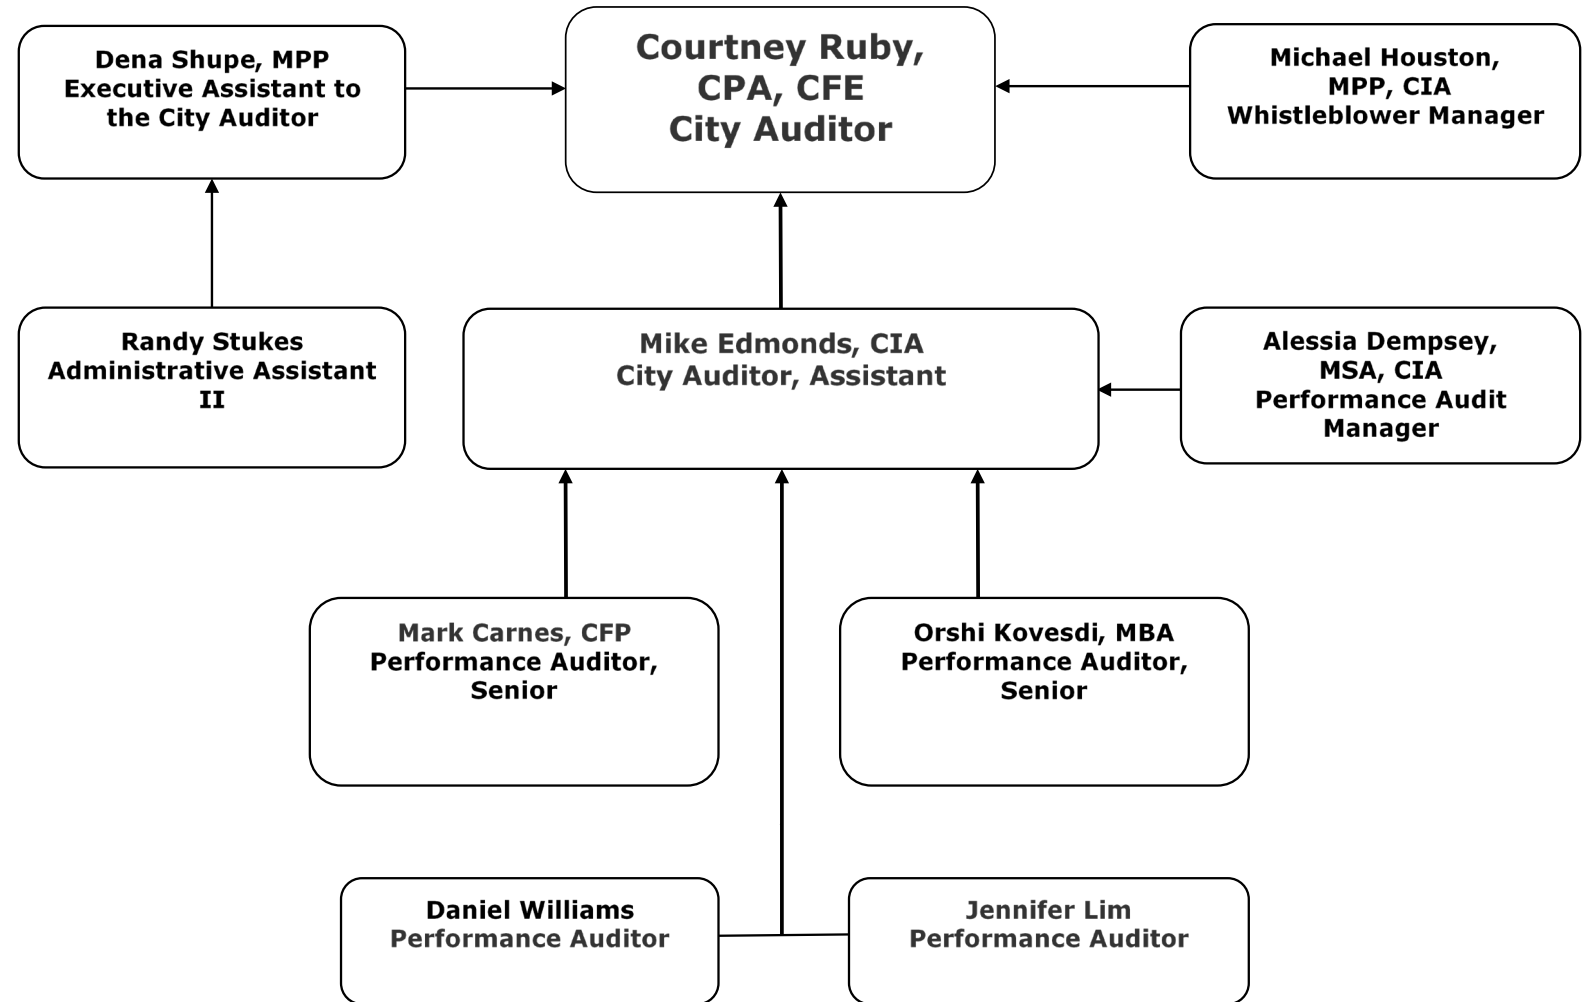 Dena Shupe, MPP
Executive Assistant to
the City Auditor
Courtney Ruby,
CPA, CFE
City Auditor
Michael Houston,
MPP, CIA
Whistleblower Manager
Randy Stukes
Administrative Assistant
II
Mike Edmonds, CIA
City Auditor, Assistant
Alessia Dempsey,
MSA, CIA
Performance Audit
Manager
Mark Carnes, CFP
Performance Auditor,
Senior
Orshi Kovesdi, MBA
Performance Auditor,
Senior
Daniel Williams
Performance Auditor
Jennifer Lim
Performance Auditor